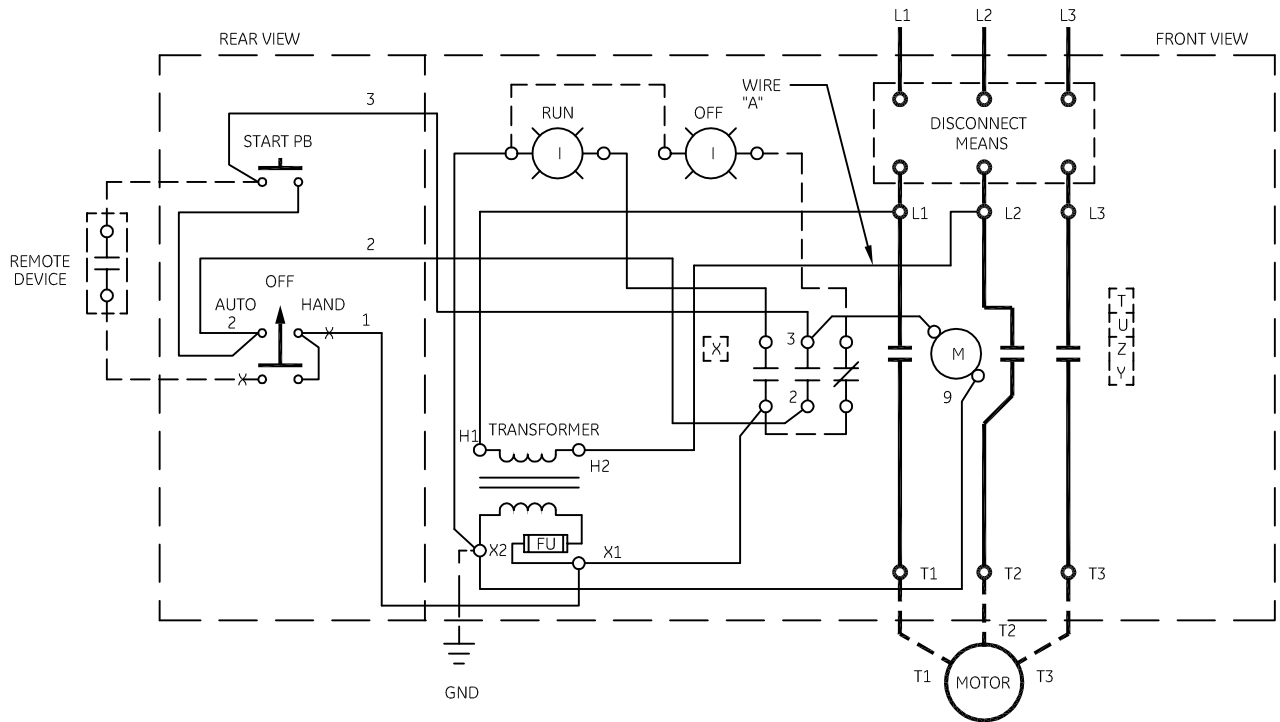 L1 L2 L3
REAR VIEW
FRONT VIEW
3
START PB
RUN
OFF
WIRE
"A"
DISCONNECT
MEANS
I
I
L1
L2
L3
REMOTE
DEVICE
2
OFF
AUTO
HAND
2
X
1
X
X
3
2
M
9
T
U
Z
Y
H1
TRANSFORMER
H2
FU
X2
X1
T1
T2
T3
GND
T2
T1
MOTOR
T3